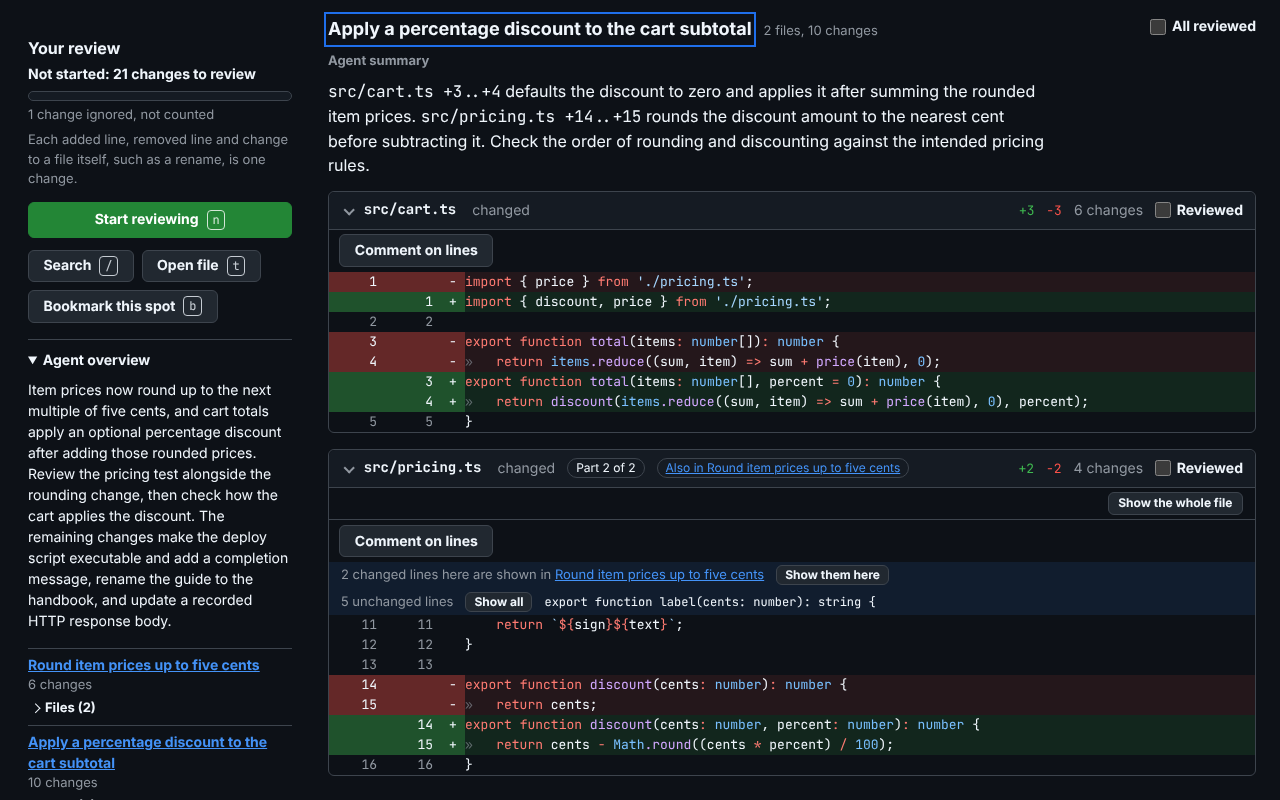 Your review
Not started: 21 changes to review
1 change ignored, not counted
Each added line, removed line and change
to a file itself, such as a rename, is one
change.
Start reviewing n
Search /
Open file t
Bookmark this spot b
Agent overview
Item prices now round up to the next
multiple of five cents, and cart totals
apply an optional percentage discount
after adding those rounded prices.
Review the pricing test alongside the
rounding change, then check how the
cart applies the discount. The
remaining changes make the deploy
script executable and add a completion
message, rename the guide to the
handbook, and update a recorded
HTTP response body.
Round item prices up to five cents
6 changes
Files (2)
Apply a percentage discount to the
cart subtotal
10 changes
Apply a percentage discount to the cart subtotal 2 files, 10 changes
All reviewed
Agent summary
src/cart.ts +3..+4 defaults the discount to zero and applies it after summing the rounded
item prices. src/pricing.ts +14..+15 rounds the discount amount to the nearest cent
before subtracting it. Check the order of rounding and discounting against the intended pricing
rules.
src/cart.ts changed +3 -3 6 changes Reviewed
Comment on lines
1 - import { price } from './pricing.ts';
1 + import { discount, price } from './pricing.ts';
2 2
3 - export function total(items: number[]): number {
4 - » return items.reduce((sum, item) => sum + price(item), 0);
3 + export function total(items: number[], percent = 0): number {
4 + » return discount(items.reduce((sum, item) => sum + price(item), 0), percent);
5 5 }
src/pricing.ts changed Part 2 of 2 Also in Round item prices up to five cents +2 -2 4 changes Reviewed
Show the whole file
Comment on lines
2 changed lines here are shown in Round item prices up to five cents Show them here
5 unchanged lines Show all export function label(cents: number): string {
11 11 return `${sign}${text}`;
12 12 }
13 13
14 - export function discount(cents: number): number {
15 - » return cents;
14 + export function discount(cents: number, percent: number): number {
15 + » return cents - Math.round((cents * percent) / 100);
16 16 }